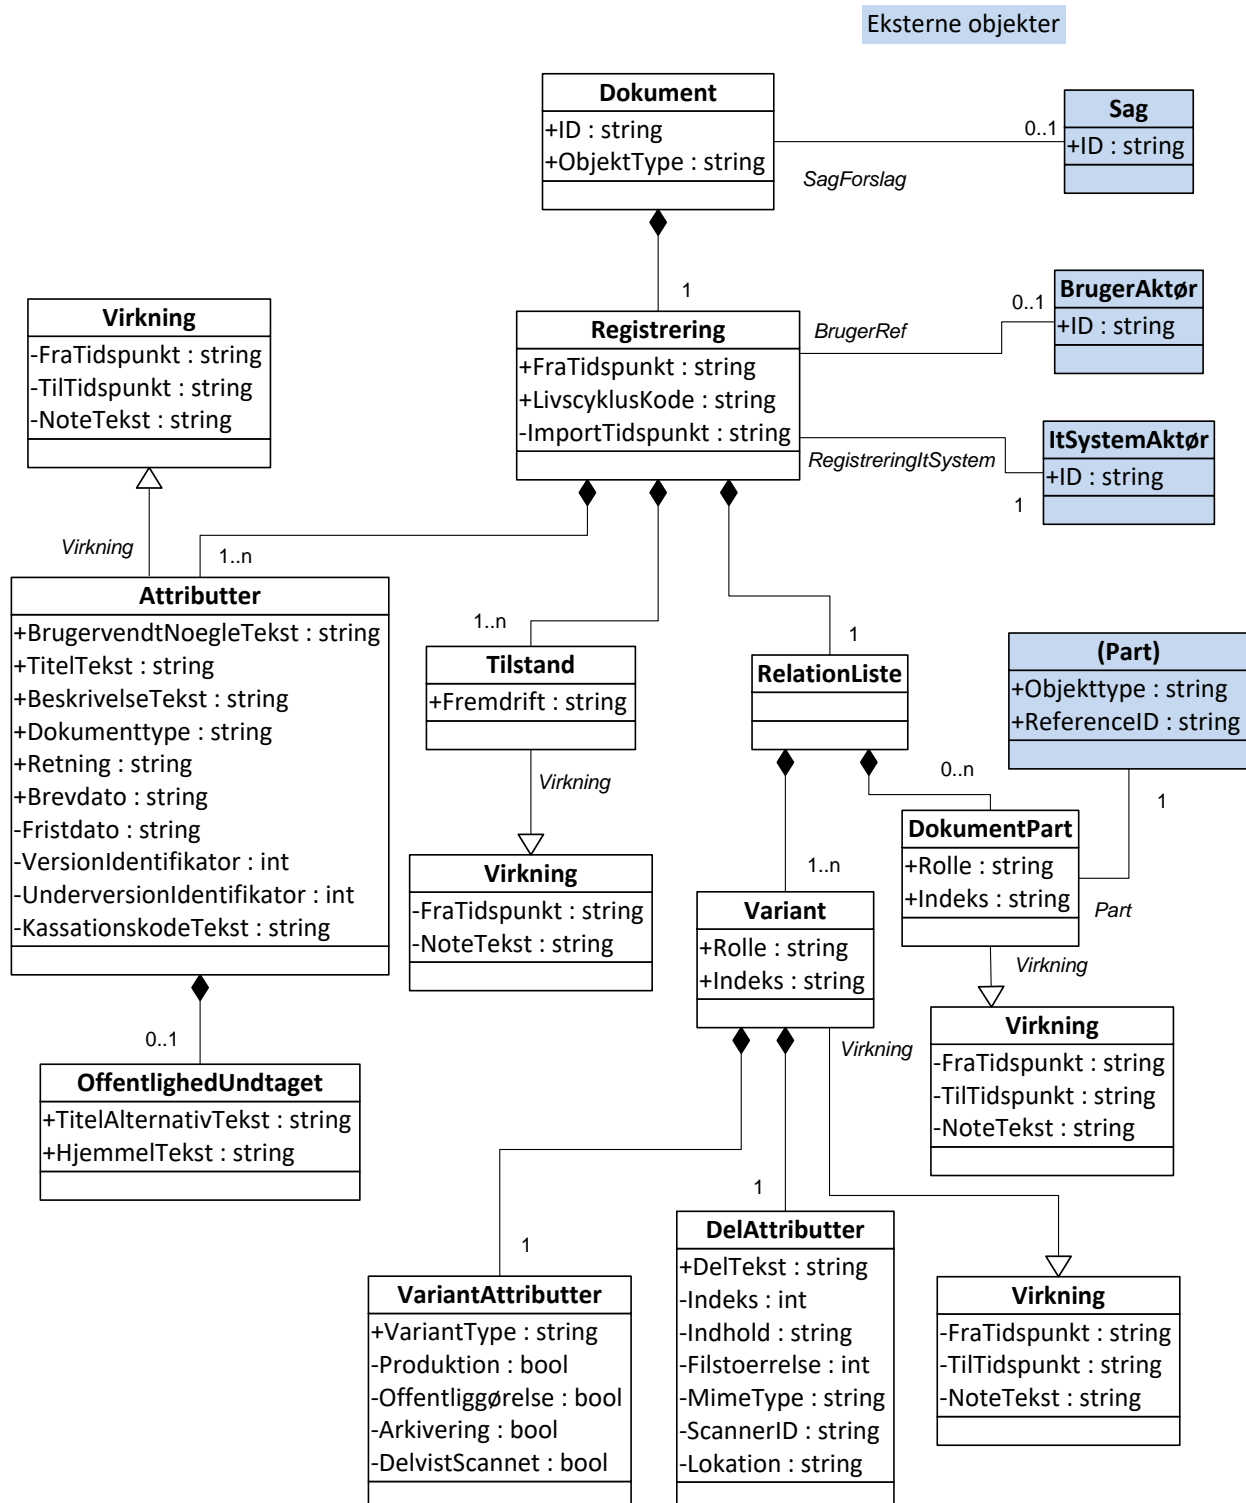 Eksterne objekter
Dokument
+ID : string
+ObjektType : string
Sag
+ID : string
0..1
SagForslag
1
Virkning
-FraTidspunkt : string
-TilTidspunkt : string
-NoteTekst : string
Registrering
+FraTidspunkt : string
+LivscyklusKode : string
-ImportTidspunkt : string
BrugerAktør
+ID : string
0..1
BrugerRef
ItSystemAktør
+ID : string
RegistreringItSystem
1
Virkning
1..n
Attributter
+BrugervendtNoegleTekst : string
+TitelTekst : string
+BeskrivelseTekst : string
+Dokumenttype : string
+Retning : string
+Brevdato : string
-Fristdato : string
-VersionIdentifikator : int
-UnderversionIdentifikator : int
-KassationskodeTekst : string
1..n
Tilstand
+Fremdrift : string
Virkning
Virkning
-FraTidspunkt : string
-NoteTekst : string
1
RelationListe
(Part)
+Objekttype : string
+ReferenceID : string
0..n
1
DokumentPart
+Rolle : string
+Indeks : string
Part
1..n
Variant
+Rolle : string
+Indeks : string
Virkning
Virkning
-FraTidspunkt : string
-TilTidspunkt : string
-NoteTekst : string
Virkning
0..1
OffentlighedUndtaget
+TitelAlternativTekst : string
+HjemmelTekst : string
1
VariantAttributter
+VariantType : string
-Produktion : bool
-Offentliggørelse : bool
-Arkivering : bool
-DelvistScannet : bool
1
DelAttributter
+DelTekst : string
-Indeks : int
-Indhold : string
-Filstoerrelse : int
-MimeType : string
-ScannerID : string
-Lokation : string
Virkning
-FraTidspunkt : string
-TilTidspunkt : string
-NoteTekst : string